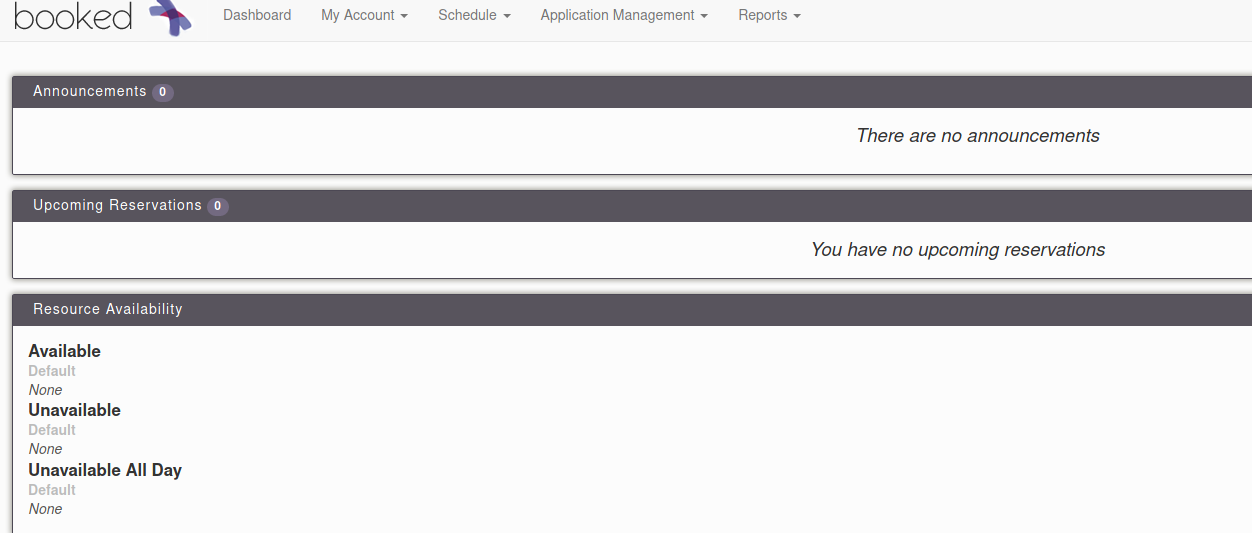 booked Dashboard My Account Schedule Application Management Reports
Announcements 0
There are no announcements
Upcoming Reservations 0
You have no upcoming reservations
Resource Availability
Available
Default
None
Unavailable
Default
None
Unavailable All Day
Default
None